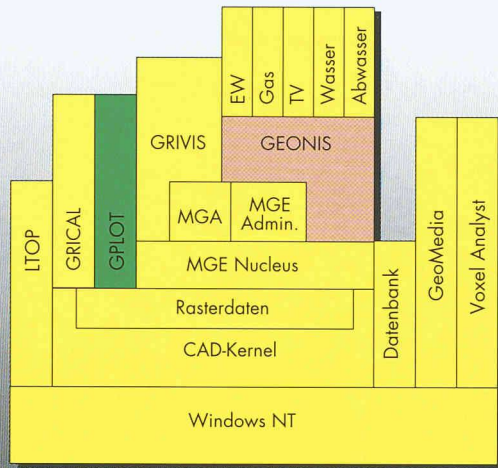 EW
Gas
TV
Wasser
Abwasser
GRIVIS
GEONIS
MGA
MGE
Admin.
LTOP
GRICAL
GPLOT
MGE Nucleus
Rasterdaten
CAD-Kernel
Datenbank
GeoMedia
Voxel Analyst
Windows NT